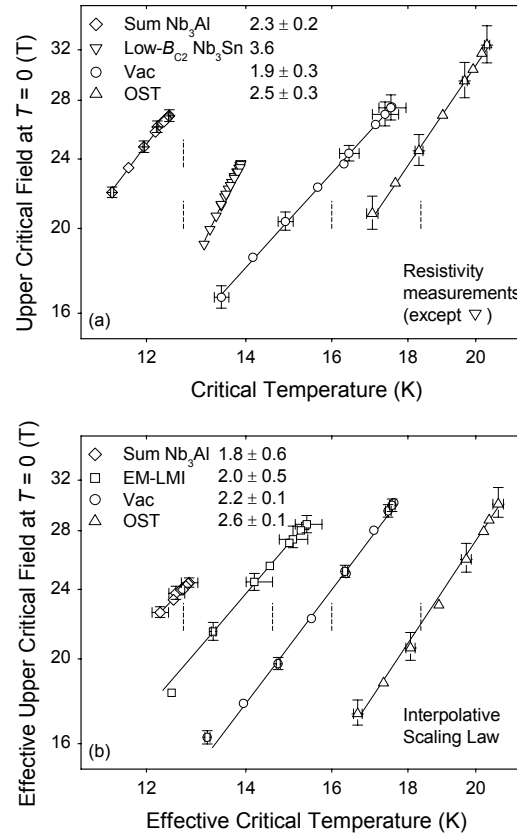 Sum Nb₃Al 2.3 ± 0.2
Low-B_C2 Nb₃Sn 3.6
Vac 1.9 ± 0.3
OST 2.5 ± 0.3
32
28
24
20
16
Upper Critical Field at T = 0 (T)
(a)
Resistivity
measurements
(except ▽)
12 14 16 18 20
Critical Temperature (K)
Sum Nb₃Al 1.8 ± 0.6
EM-LMI 2.0 ± 0.5
Vac 2.2 ± 0.1
OST 2.6 ± 0.1
32
28
24
20
16
Effective Upper Critical Field at T = 0 (T)
(b)
Interpolative
Scaling Law
12 14 16 18 20
Effective Critical Temperature (K)